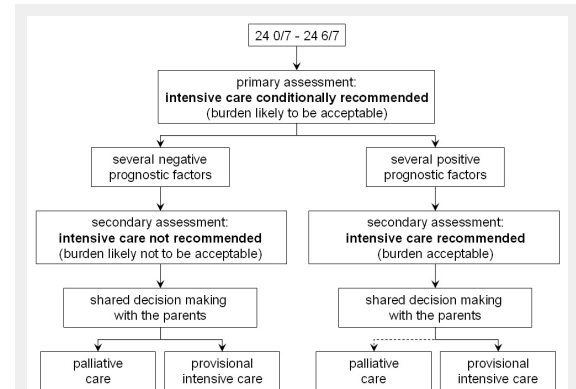 24 0/7 - 24 6/7
primary assessment:
intensive care conditionally recommended
(burden likely to be acceptable)
several negative
prognostic factors
several positive
prognostic factors
secondary assessment:
intensive care not recommended
(burden likely not to be acceptable)
secondary assessment:
intensive care recommended
(burden acceptable)
shared decision making
with the parents
shared decision making
with the parents
palliative
care
provisional
intensive care
palliative
care
provisional
intensive care